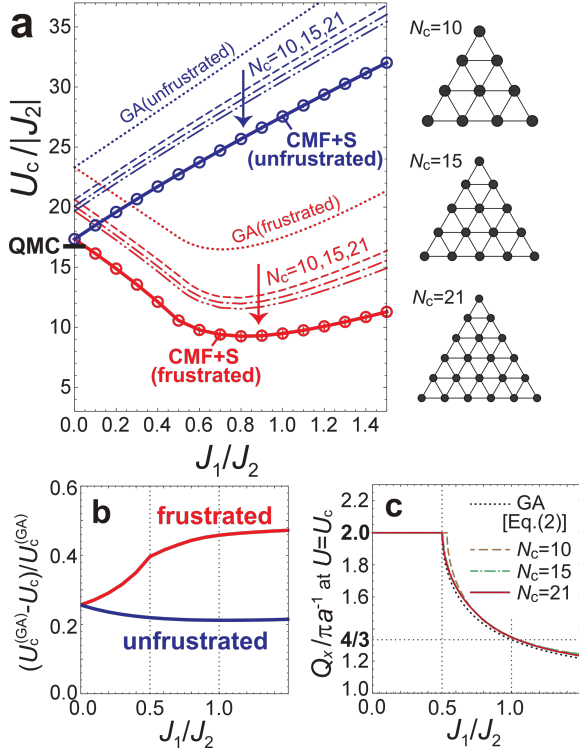 a
U_c/|J_2|
35
30
25
20
15
10
5
QMC
GA(unfrustrated)
N_c=10,15,21
CMF+S
(unfrustrated)
GA(frustrated)
N_c=10,15,21
CMF+S
(frustrated)
0.0 0.2 0.4 0.6 0.8 1.0 1.2 1.4
J_1/J_2
N_c=10
N_c=15
N_c=21
b
(U_c^(GA)-U_c)/U_c^(GA)
0.6
0.4
0.2
0.0
frustrated
unfrustrated
0.0 0.5 1.0
J_1/J_2
c
Q_x/πa^-1 at U=U_c
2.2
2.0
1.8
1.6
4/3
1.2
1.0
GA
[Eq.(2)]
N_c=10
N_c=15
N_c=21
0.0 0.5 1.0
J_1/J_2